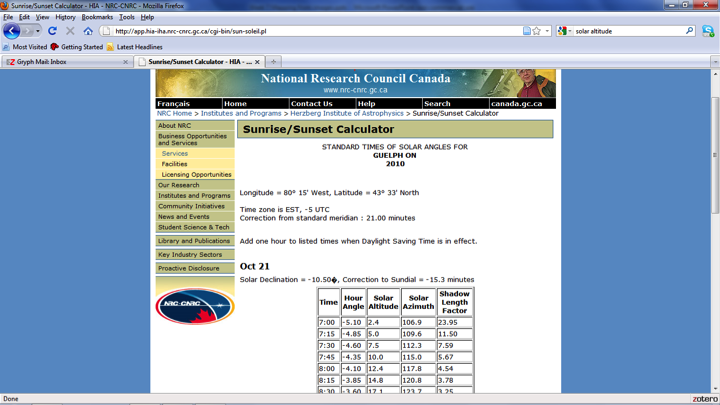 Sunrise/Sunset Calculator - HIA - NRC-CNRC - Mozilla Firefox
File Edit View History Bookmarks Tools Help
http://app.hia-iha.nrc-cnrc.gc.ca/cgi-bin/sun-soleil.pl
solar altitude
Most Visited Getting Started Latest Headlines
Gryph Mail: Inbox
Sunrise/Sunset Calculator - HIA - ...
National Research Council Canada
www.nrc-cnrc.gc.ca
Français Home Contact Us Help Search canada.gc.ca
NRC Home > Institutes and Programs > Herzberg Institute of Astrophysics > Sunrise/Sunset Calculator
About NRC
Business Opportunities
and Services
Services
Facilities
Licensing Opportunities
Our Research
Institutes and Programs
Community Initiatives
News and Events
Student Science & Tech
Library and Publications
Key Industry Sectors
Proactive Disclosure
NRC-CNRC
Sunrise/Sunset Calculator
STANDARD TIMES OF SOLAR ANGLES FOR
GUELPH ON
2010
Longitude = 80° 15' West, Latitude = 43° 33' North
Time zone is EST, -5 UTC
Correction from standard meridian : 21.00 minutes
Add one hour to listed times when Daylight Saving Time is in effect.
Oct 21
Solar Declination = -10.50�, Correction to Sundial = -15.3 minutes
Time Hour Angle Solar Altitude Solar Azimuth Shadow Length Factor
7:00 -5.10 2.4 106.9 23.95
7:15 -4.85 5.0 109.6 11.50
7:30 -4.60 7.5 112.3 7.59
7:45 -4.35 10.0 115.0 5.67
8:00 -4.10 12.4 117.8 4.54
8:15 -3.85 14.8 120.8 3.78
8:30 -3.60 17.1 123.7 3.25
Done
zotero